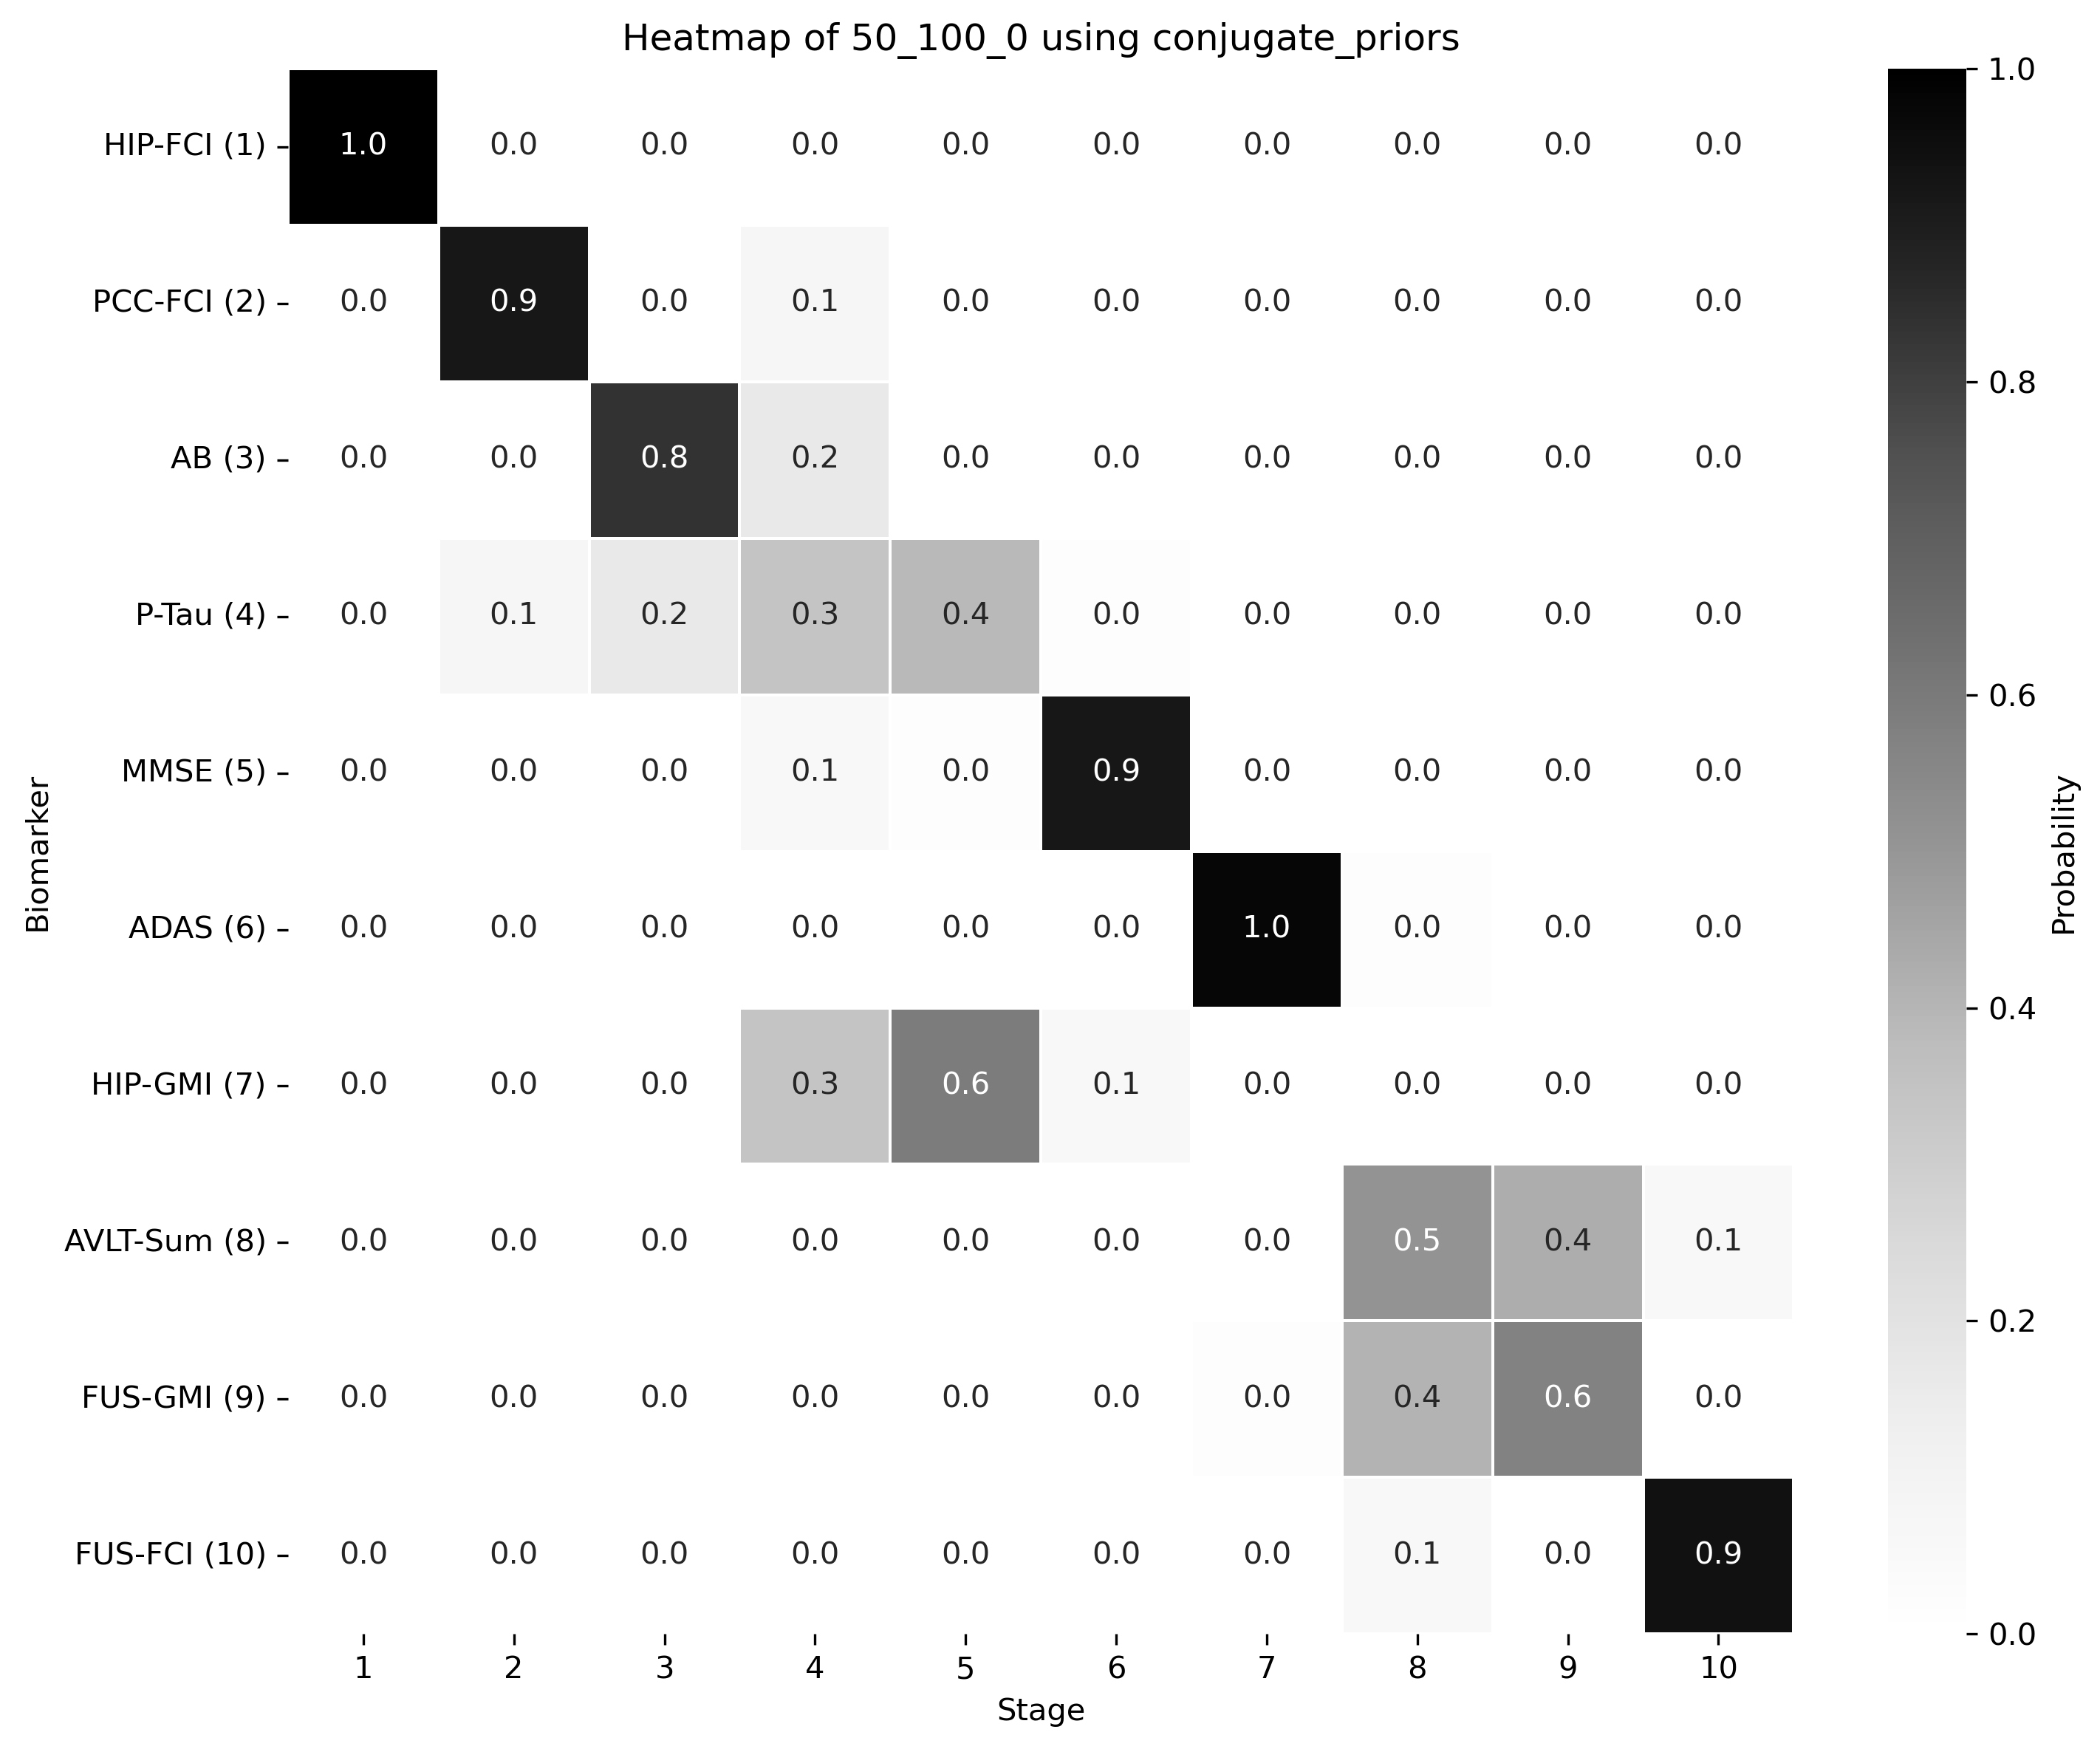 Heatmap of 50_100_0 using conjugate_priors
HIP-FCI (1) 1.0 0.0 0.0 0.0 0.0 0.0 0.0 0.0 0.0 0.0
PCC-FCI (2) 0.0 0.9 0.0 0.1 0.0 0.0 0.0 0.0 0.0 0.0
AB (3) 0.0 0.0 0.8 0.2 0.0 0.0 0.0 0.0 0.0 0.0
P-Tau (4) 0.0 0.1 0.2 0.3 0.4 0.0 0.0 0.0 0.0 0.0
MMSE (5) 0.0 0.0 0.0 0.1 0.0 0.9 0.0 0.0 0.0 0.0
ADAS (6) 0.0 0.0 0.0 0.0 0.0 0.0 1.0 0.0 0.0 0.0
HIP-GMI (7) 0.0 0.0 0.0 0.3 0.6 0.1 0.0 0.0 0.0 0.0
AVLT-Sum (8) 0.0 0.0 0.0 0.0 0.0 0.0 0.0 0.5 0.4 0.1
FUS-GMI (9) 0.0 0.0 0.0 0.0 0.0 0.0 0.0 0.4 0.6 0.0
FUS-FCI (10) 0.0 0.0 0.0 0.0 0.0 0.0 0.0 0.1 0.0 0.9
1 2 3 4 5 6 7 8 9 10
Stage
Biomarker
1.0
0.8
0.6
0.4
0.2
0.0
Probability